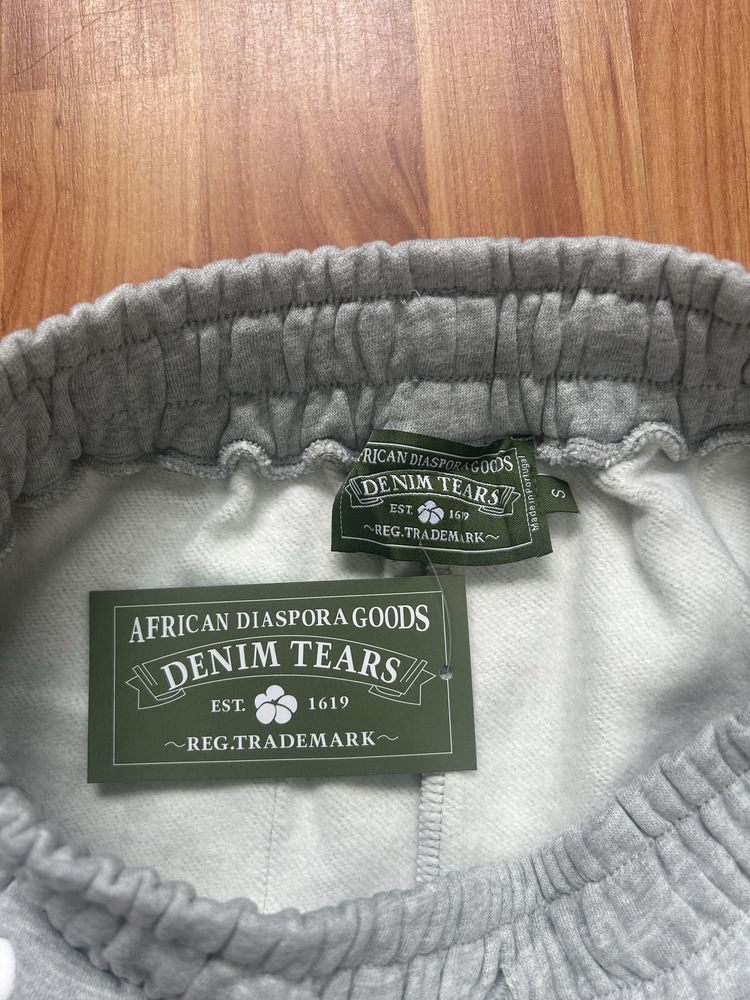 RICAN DIASPORA GOODS
DENIM TEARS
EST. 1619
~REG.TRADEMARK~
Made in Portugal
S
AFRICAN DIASPORA GOODS
DENIM TEARS
EST. 1619
~REG.TRADEMARK~